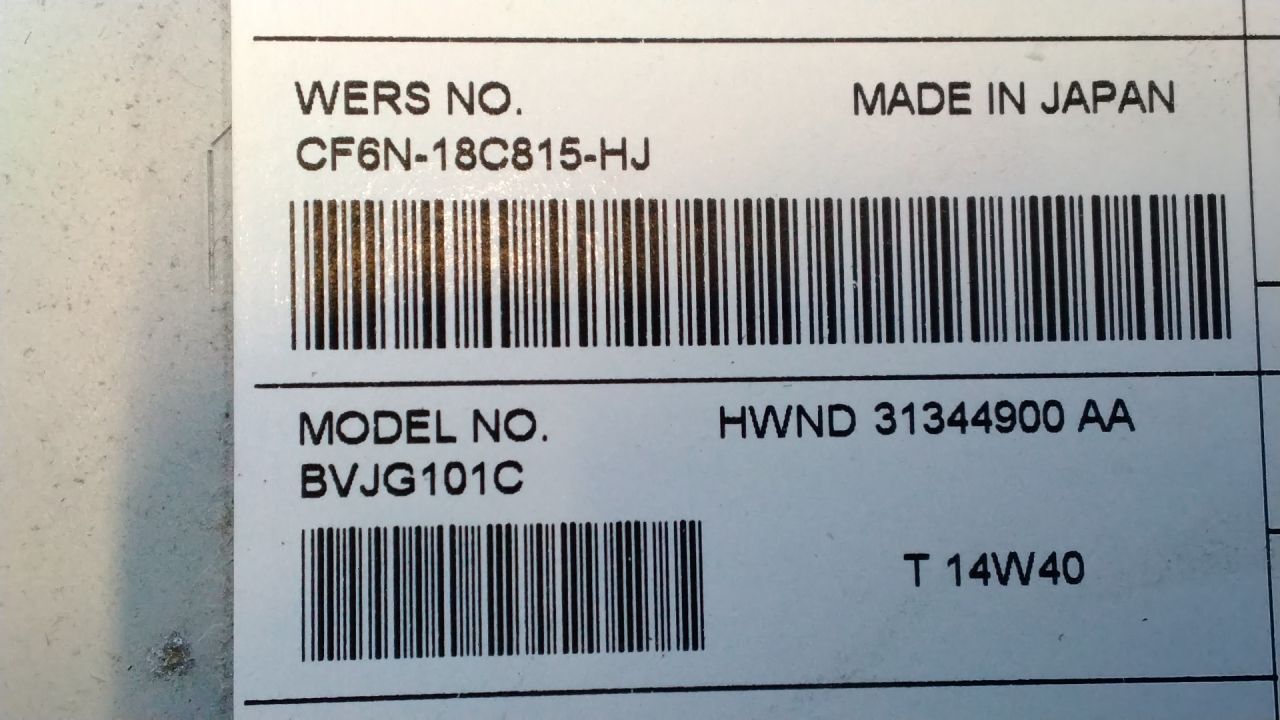 WERS NO. MADE IN JAPAN
CF6N-18C815-HJ
MODEL NO. HWND 31344900 AA
BVJG101C
T 14W40